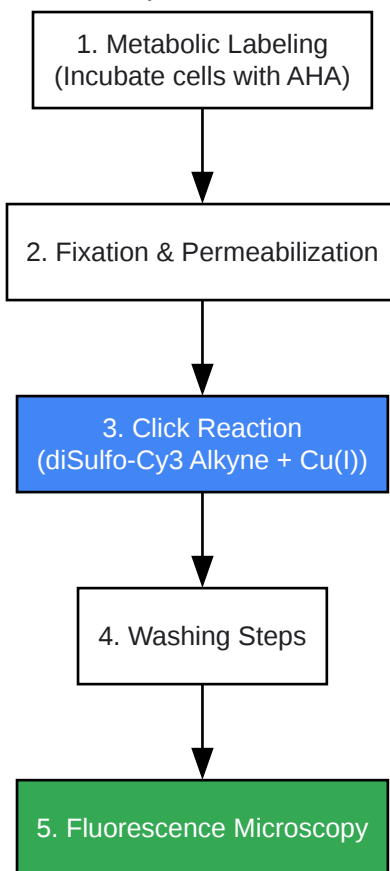 1. Metabolic Labeling
(Incubate cells with AHA)
2. Fixation & Permeabilization
3. Click Reaction
(diSulfo-Cy3 Alkyne + Cu(I))
4. Washing Steps
5. Fluorescence Microscopy